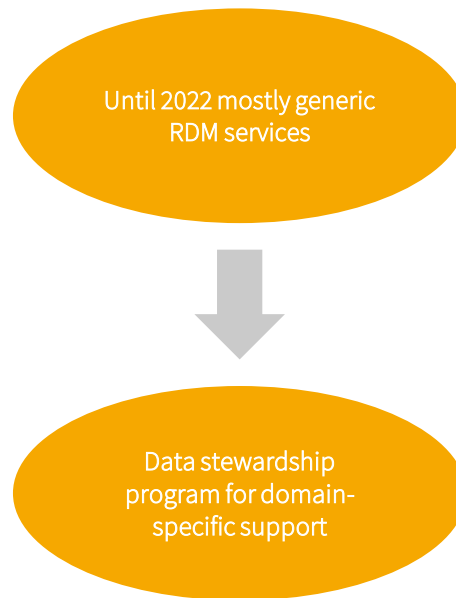 Until 2022 mostly generic
RDM services
Data stewardship
program for domain-
specific support